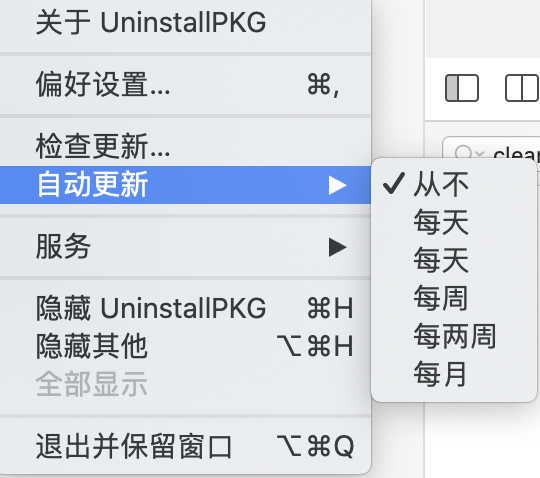 关于 UninstallPKG
偏好设置... ⌘,
检查更新...
自动更新 ▶
服务 ▶
隐藏 UninstallPKG ⌘H
隐藏其他 ⌥⌘H
全部显示
退出并保留窗口 ⌥⌘Q
clean
✓ 从不
每天
每天
每周
每两周
每月